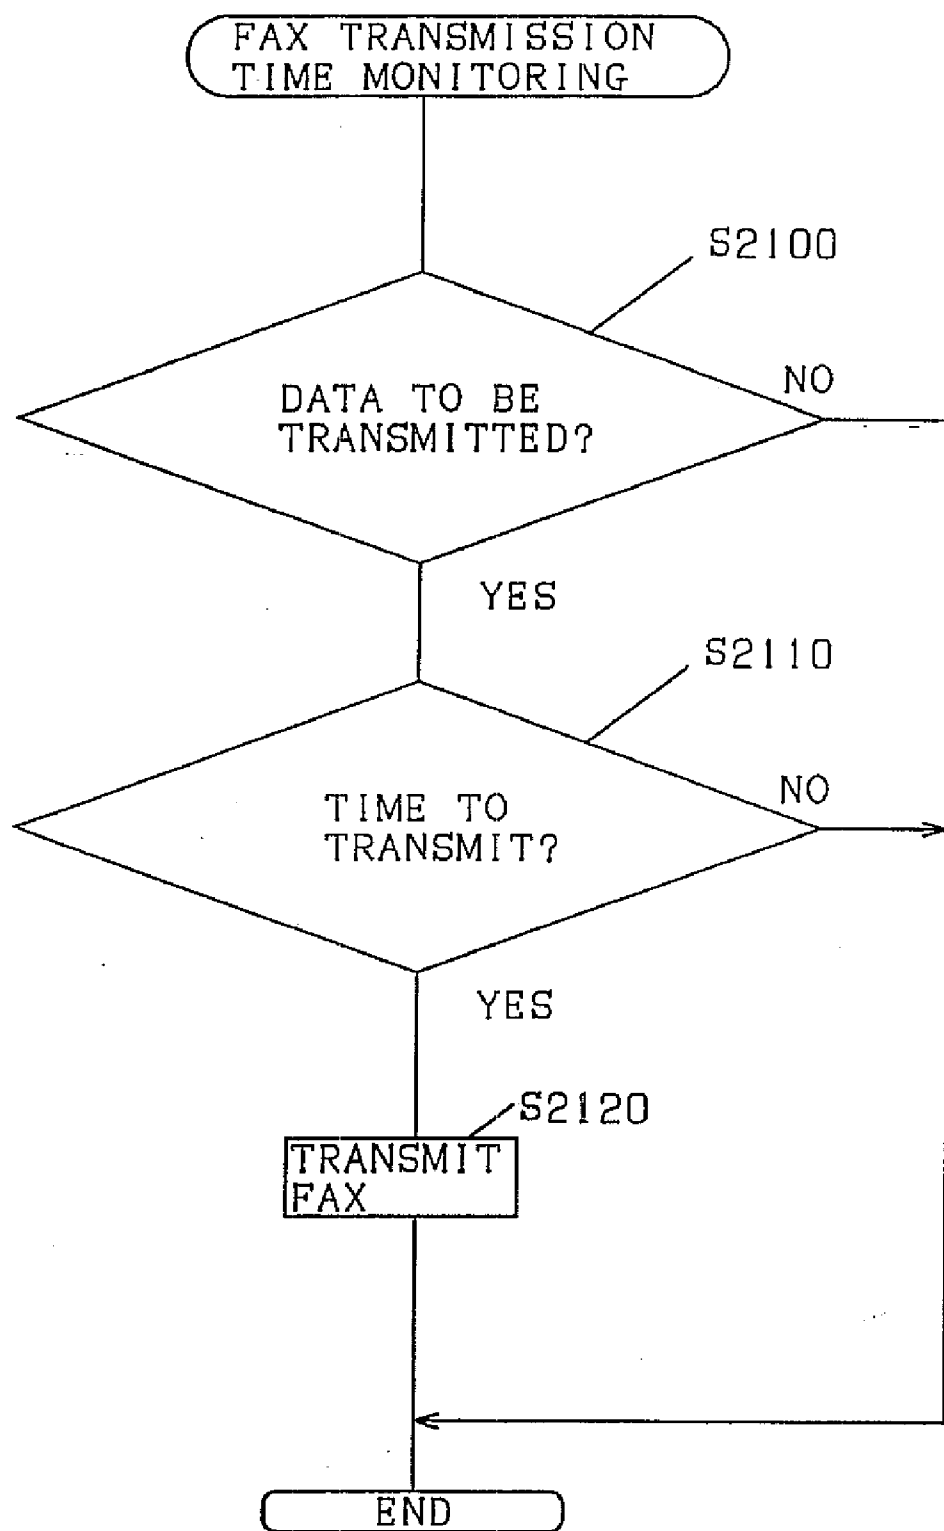 FAX TRANSMISSION
TIME MONITORING
S2100
NO
DATA TO BE
TRANSMITTED?
YES
S2110
NO
TIME TO
TRANSMIT?
YES
S2120
TRANSMIT
FAX
END